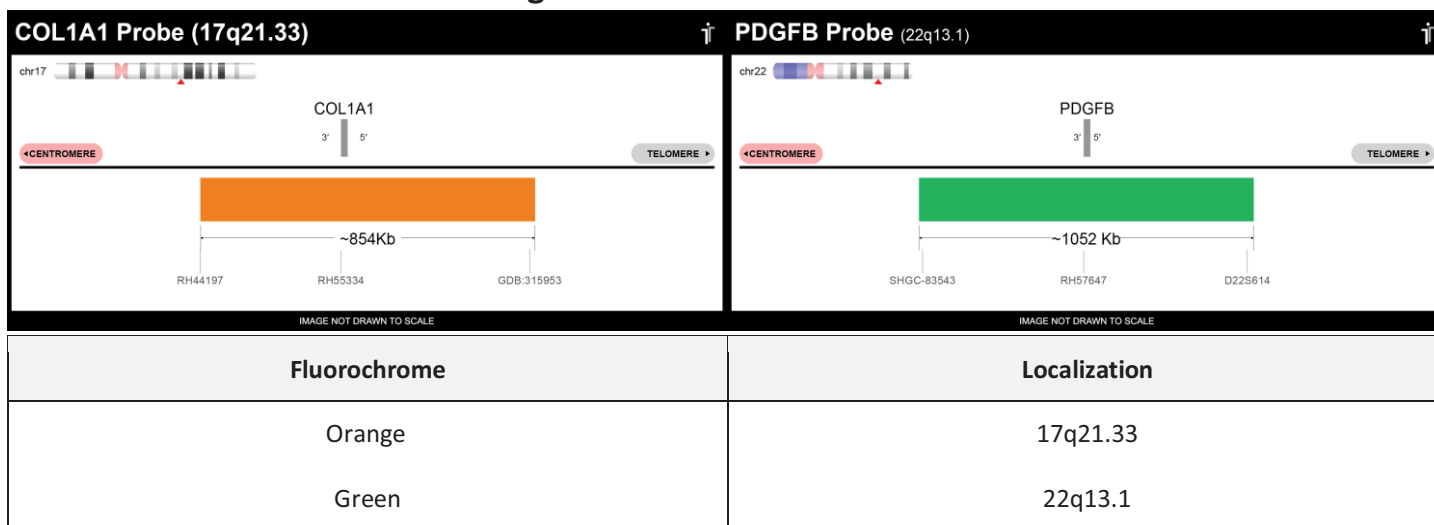 COL1A1 Probe (17q21.33)
chr17
COL1A1
3' 5'
◂CENTROMERE
TELOMERE ▸
~854Kb
RH44197 RH55334 GDB:315953
IMAGE NOT DRAWN TO SCALE
PDGFB Probe (22q13.1)
chr22
PDGFB
3' 5'
◂CENTROMERE
TELOMERE ▸
~1052 Kb
SHGC-83543 RH57647 D22S614
IMAGE NOT DRAWN TO SCALE
Fluorochrome Localization
Orange 17q21.33
Green 22q13.1